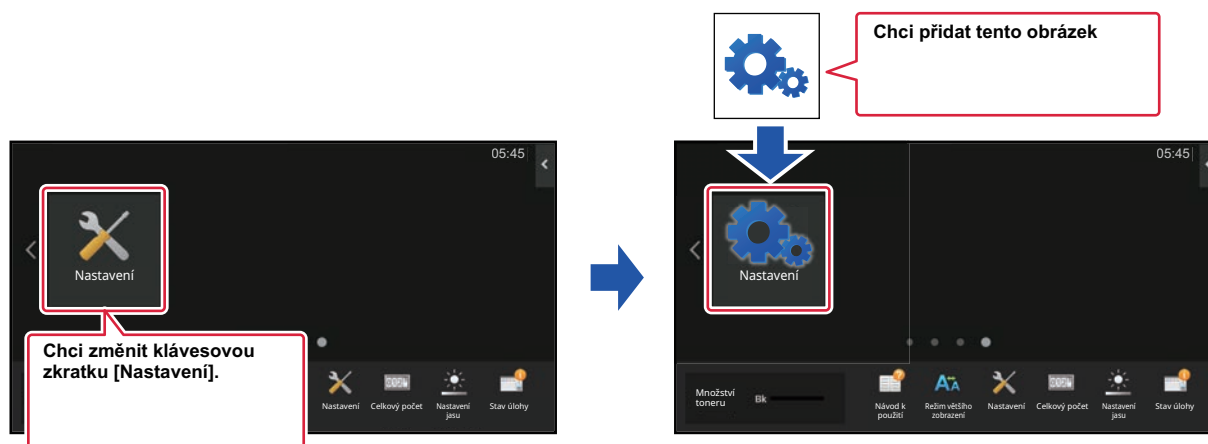 Chci přidat tento obrázek
05:45
Nastavení
Chci změnit klávesovou
zkratku [Nastavení].
Nastavení
Celkový počet
Nastavení
jasu
Stav úlohy
05:45
Nastavení
Množství
toneru
Bk
Návod k
použití
Režim většího
zobrazení
Nastavení
Celkový počet
Nastavení
jasu
Stav úlohy